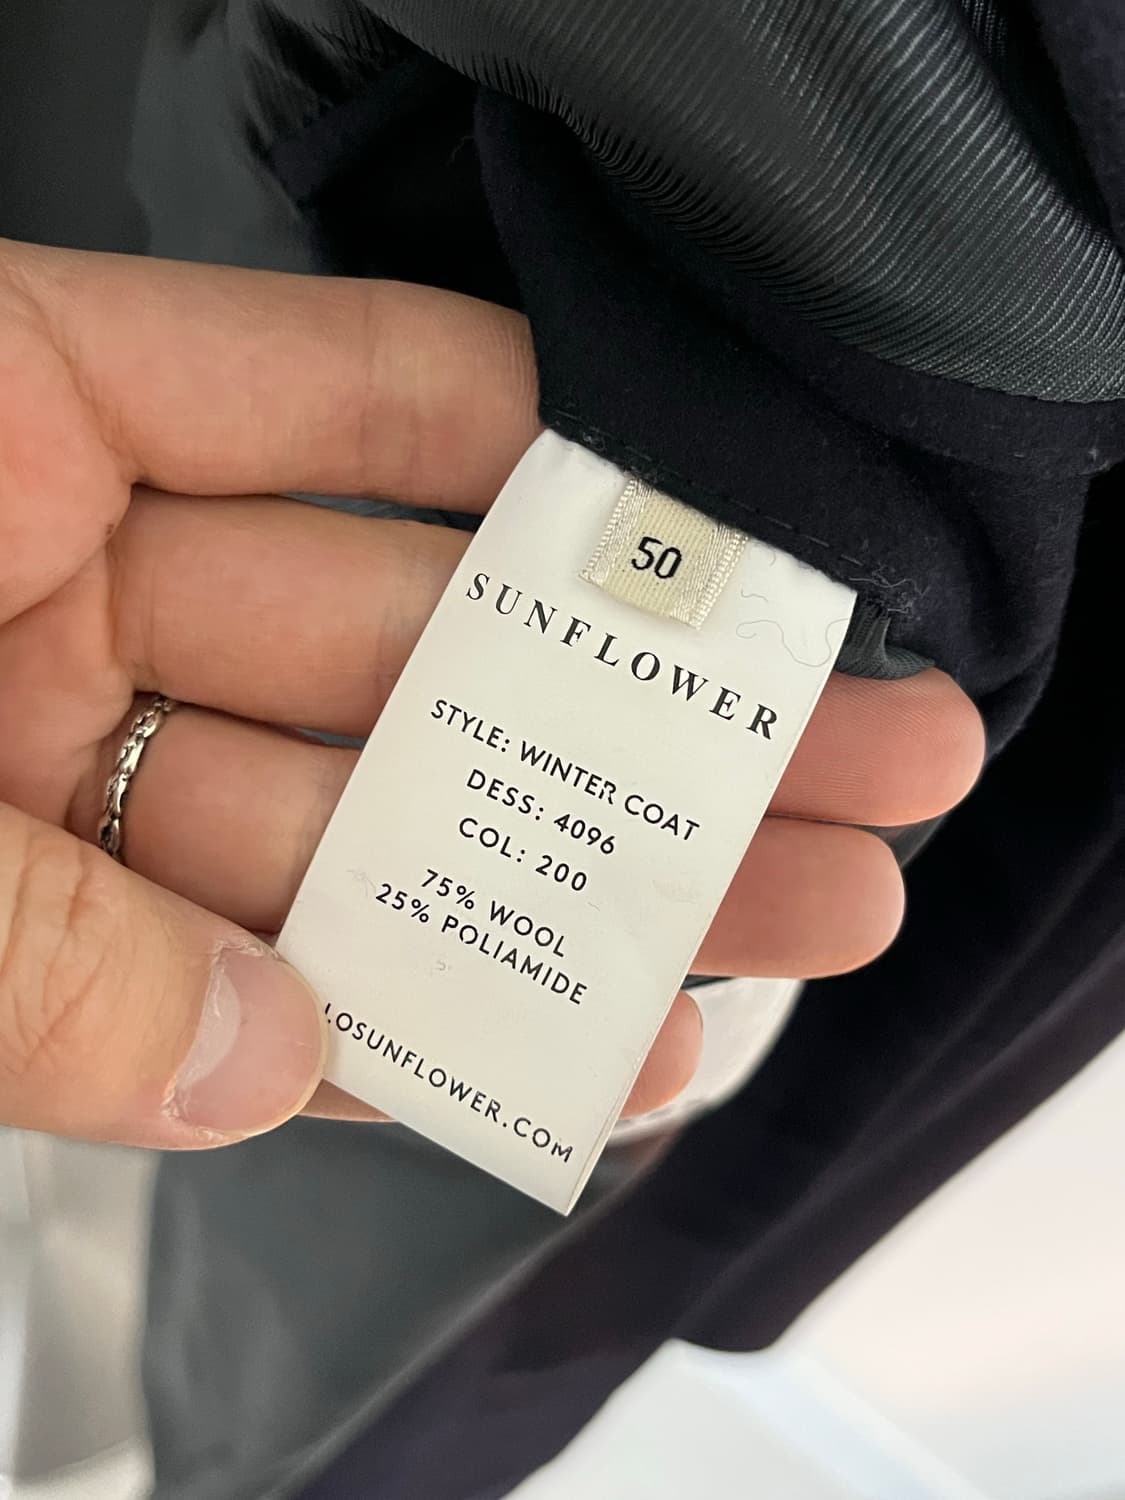 50
SUNFLOWER
STYLE: WINTER COAT
DESS: 4096
COL: 200
75% WOOL
25% POLIAMIDE
LOSUNFLOWER.COM